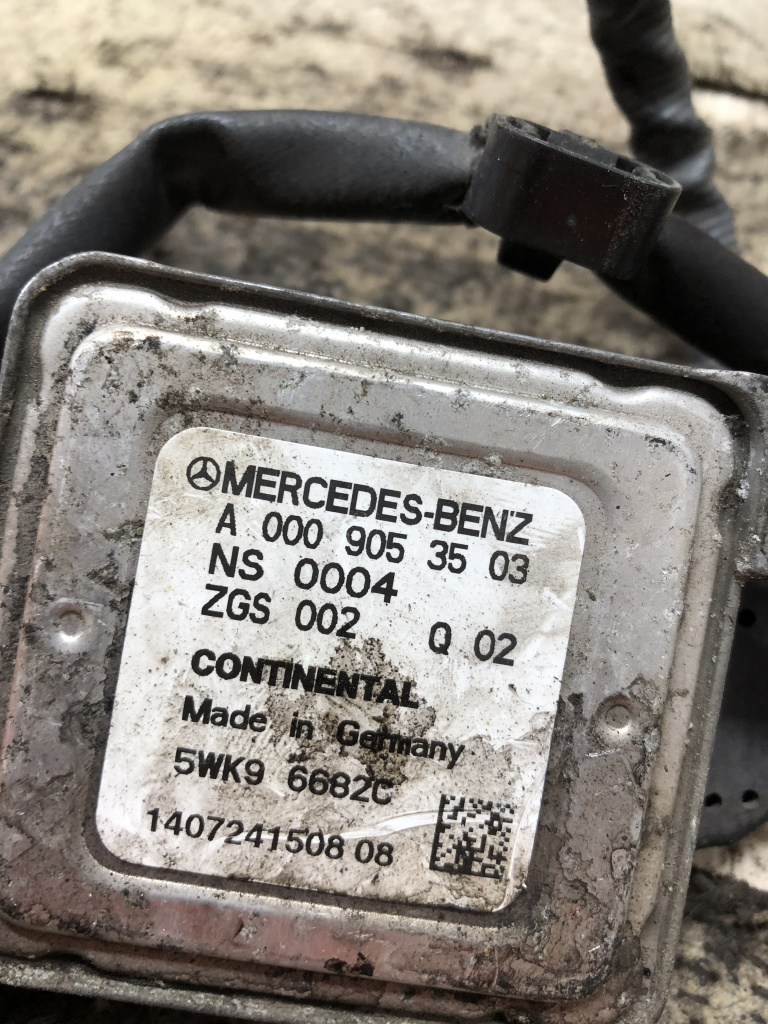 MERCEDES-BENZ
A 000 905 35 03
NS 0004
ZGS 002 Q 02
CONTINENTAL
Made in Germany
5WK9 6682C
1407241508 08